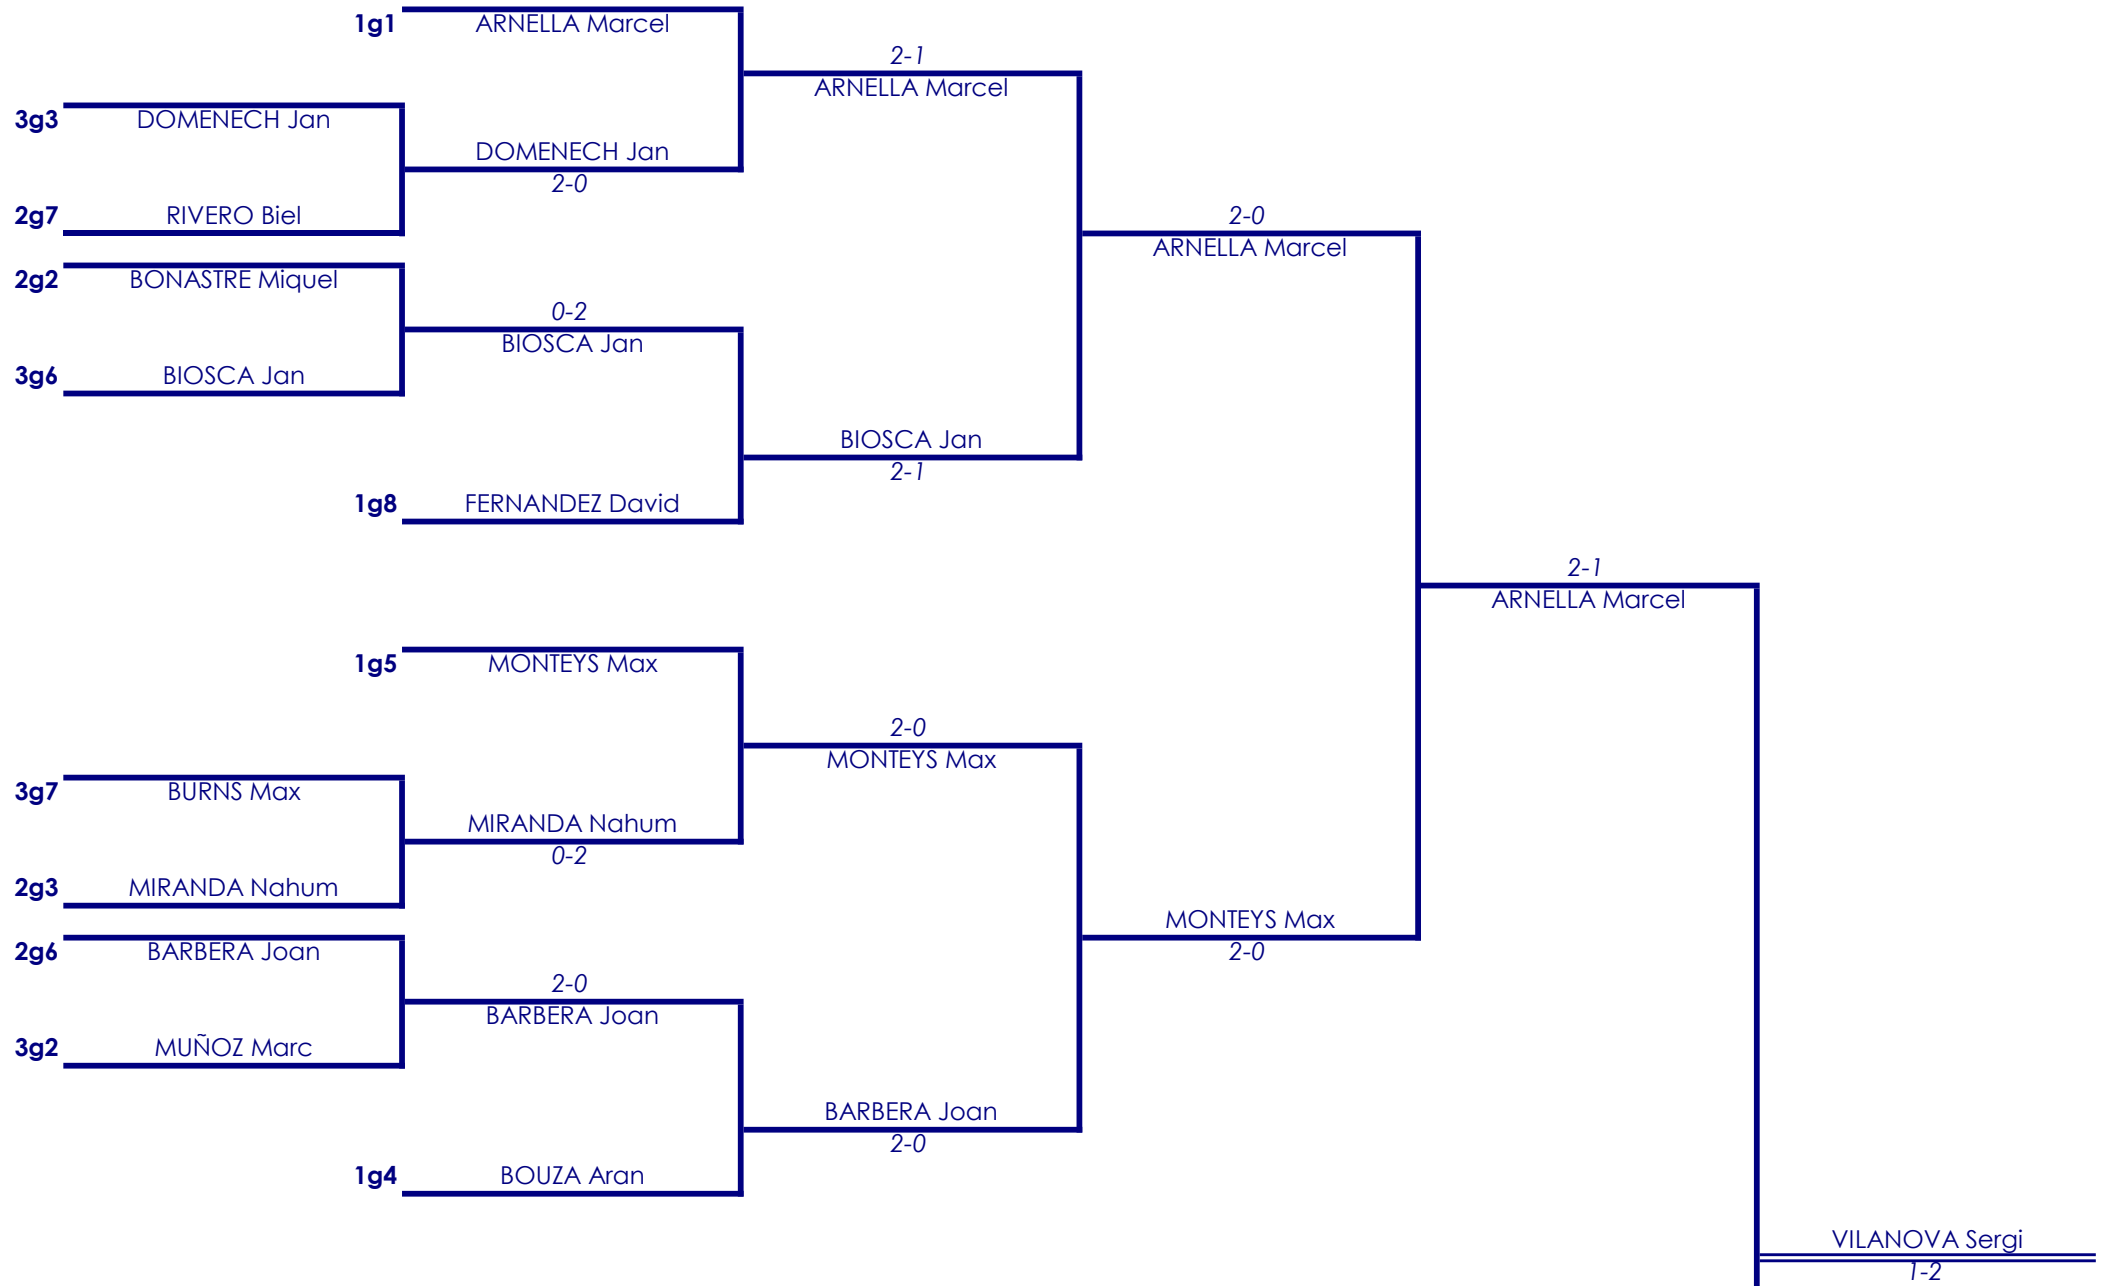 1g1 ARNELLA Marcel
2-1
ARNELLA Marcel
3g3 DOMENECH Jan
DOMENECH Jan
2-0
2g7 RIVERO Biel
2-0
ARNELLA Marcel
2g2 BONASTRE Miquel
0-2
BIOSCA Jan
3g6 BIOSCA Jan
BIOSCA Jan
2-1
1g8 FERNANDEZ David
2-1
ARNELLA Marcel
1g5 MONTEYS Max
2-0
MONTEYS Max
3g7 BURNS Max
MIRANDA Nahum
0-2
2g3 MIRANDA Nahum
MONTEYS Max
2-0
2g6 BARBERA Joan
2-0
BARBERA Joan
3g2 MUÑOZ Marc
BARBERA Joan
2-0
1g4 BOUZA Aran
VILANOVA Sergi
1-2